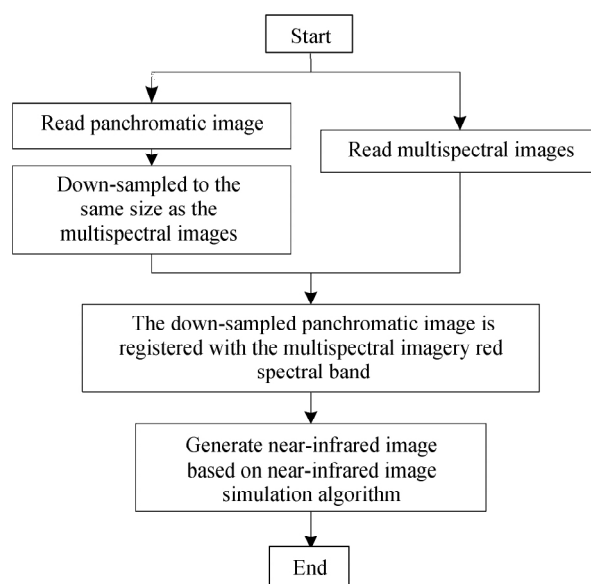 Start
Read panchromatic image
Read multispectral images
Down-sampled to the
same size as the
multispectral images
The down-sampled panchromatic image is
registered with the multispectral imagery red
spectral band
Generate near-infrared image
based on near-infrared image
simulation algorithm
End